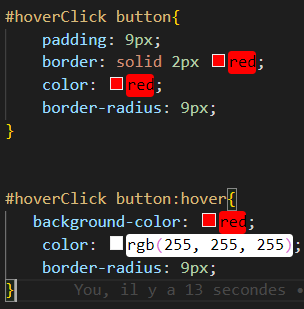 #hoverClick button{
padding: 9px;
border: solid 2px red;
color: red;
border-radius: 9px;
}
#hoverClick button:hover{
background-color: red;
color: rgb(255, 255, 255);
border-radius: 9px;
} You, il y a 13 secondes •